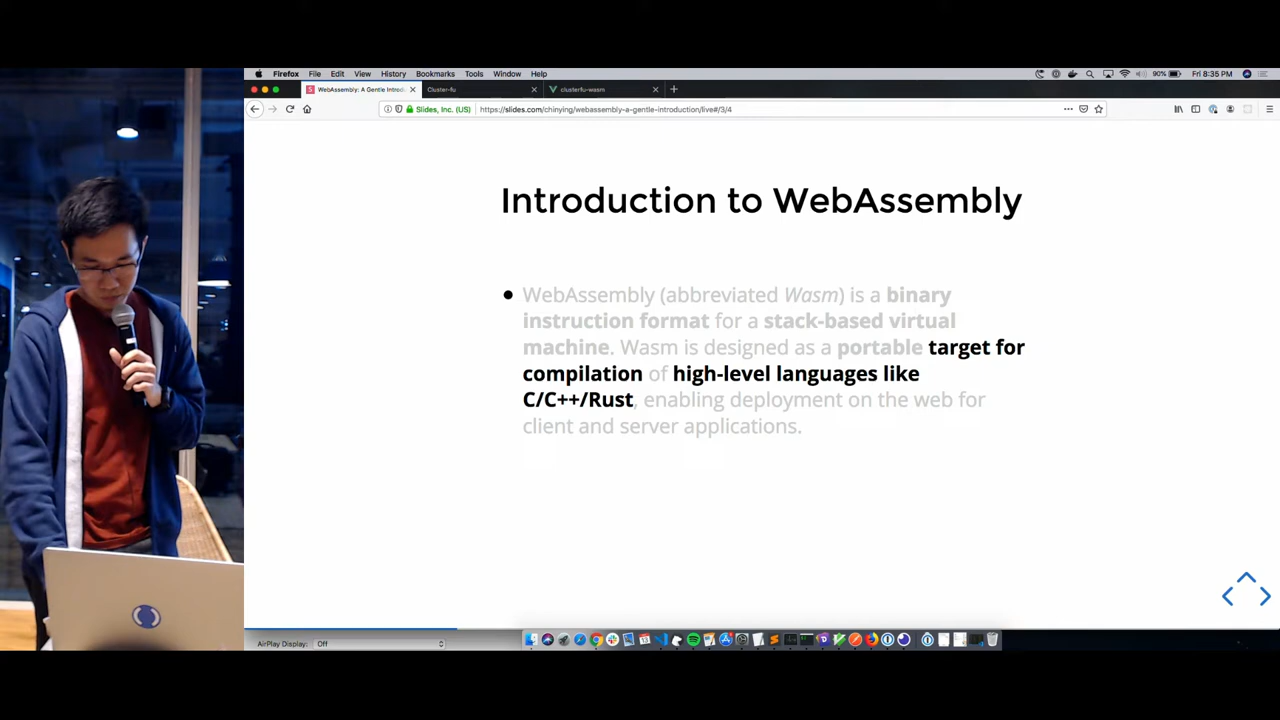 Firefox File Edit View History Bookmarks Tools Window Help 90% Fri 8:35 PM
WebAssembly: A Gentle Introd Cluster-fu clusterfu-wasm
Slides, Inc. (US) https://slides.com/chinying/webassembly-a-gentle-introduction/live#/3/4
Introduction to WebAssembly
WebAssembly (abbreviated Wasm) is a binary
instruction format for a stack-based virtual
machine. Wasm is designed as a portable target for
compilation of high-level languages like
C/C++/Rust, enabling deployment on the web for
client and server applications.
AirPlay Display: Off